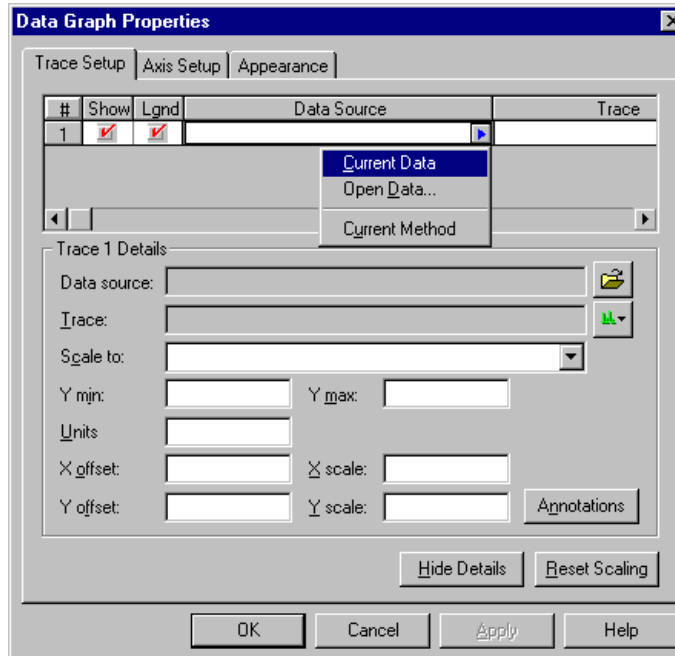 Data Graph Properties
Trace Setup Axis Setup Appearance
# Show Lgnd Data Source Trace
1
Current Data
Open Data...
Current Method
Trace 1 Details
Data source:
Trace:
Scale to:
Y min: Y max:
Units
X offset: X scale:
Y offset: Y scale: Annotations
Hide Details Reset Scaling
OK Cancel Apply Help